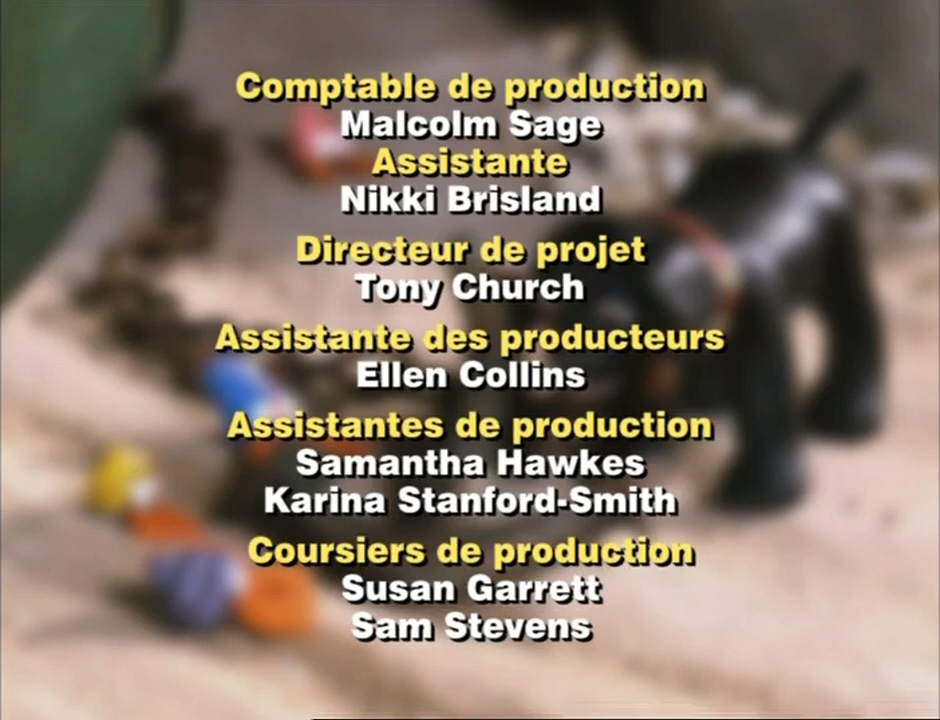 Comptable de production
Malcolm Sage
Assistante
Nikki Brisland
Directeur de projet
Tony Church
Assistante des producteurs
Ellen Collins
Assistantes de production
Samantha Hawkes
Karina Stanford-Smith
Coursiers de production
Susan Garrett
Sam Stevens